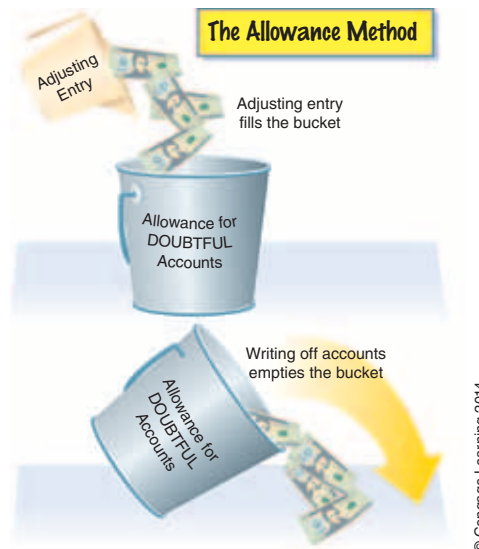 The Allowance Method
Adjusting
Entry
Adjusting entry
fills the bucket
Allowance for
DOUBTFUL
Accounts
Writing off accounts
empties the bucket
Allowance for
DOUBTFUL
Accounts
© Cengage Learning 2014